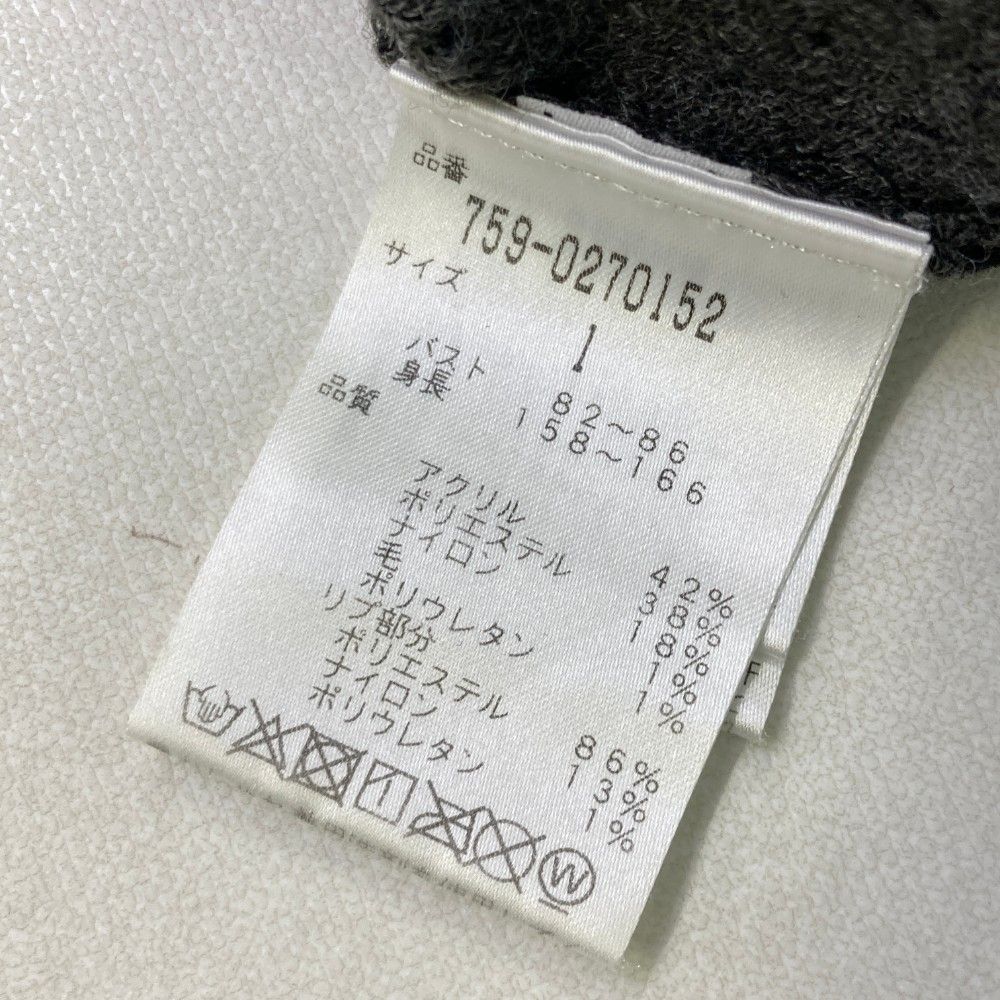 品番
759-0270152
サイズ
1
バスト 82～86
身長 158～166
品質
アクリル 42%
ポリエステル 38%
ナイロン 18%
毛 1%
ポリウレタン 1%
リブ部分
ポリエステル 86%
ナイロン 13%
ポリウレタン 1%
W
F